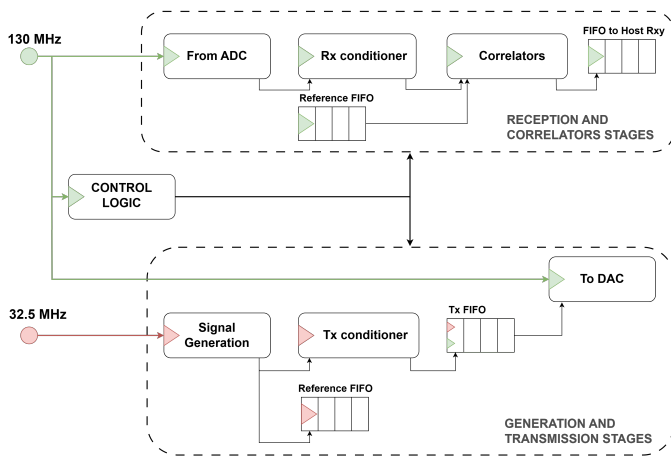 130 MHz
From ADC
Rx conditioner
Correlators
FIFO to Host Rxy
Reference FIFO
RECEPTION AND
CORRELATORS STAGES
CONTROL
LOGIC
To DAC
32.5 MHz
Signal
Generation
Tx conditioner
Tx FIFO
Reference FIFO
GENERATION AND
TRANSMISSION STAGES